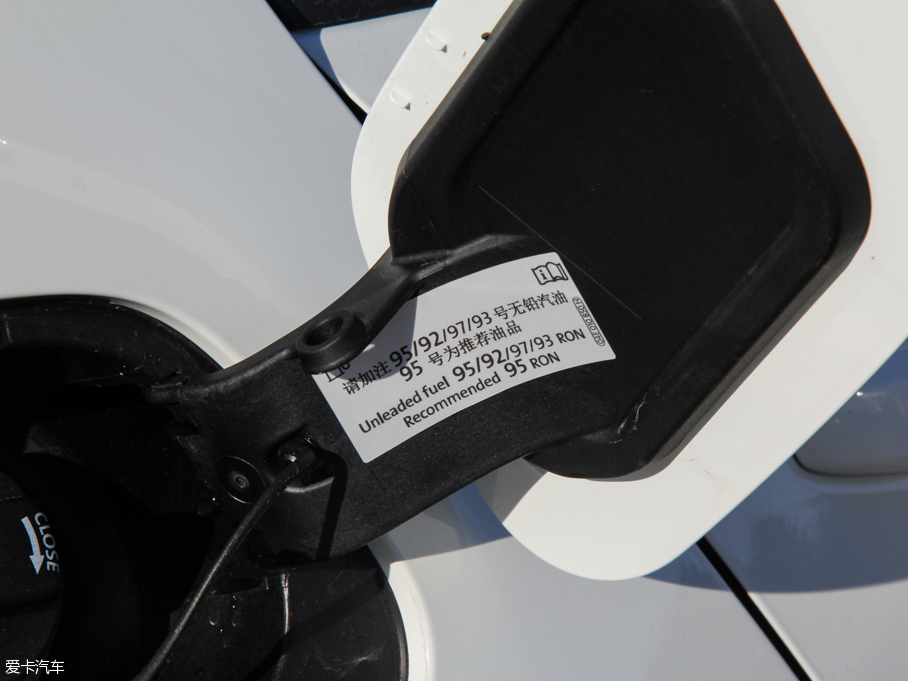 请加注 95/92/97/93 号无铅汽油
95 号为推荐油品
Unleaded fuel 95/92/97/93 RON
Recommended 95 RON
CLOSE
爱卡汽车